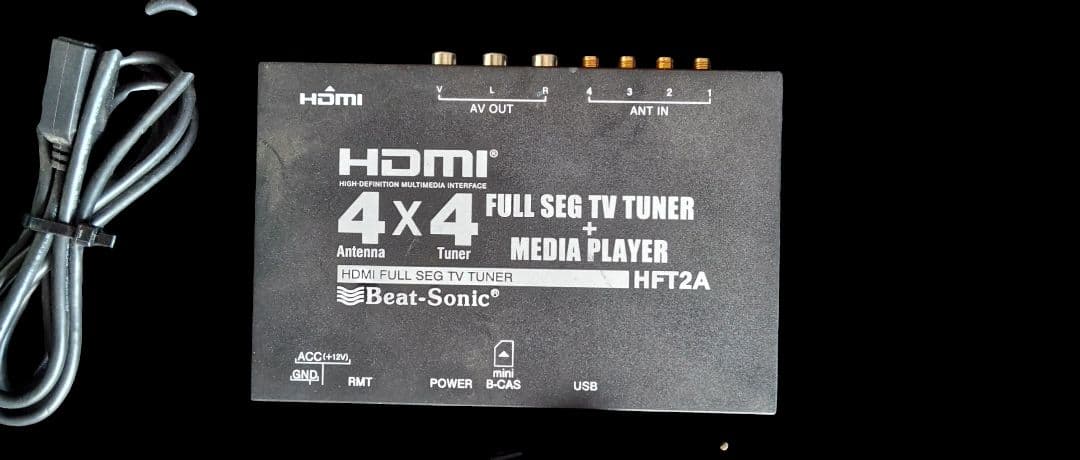 HDMI
V L R
AV OUT
4 3 2 1
ANT IN
HDMI®
HIGH-DEFINITION MULTIMEDIA INTERFACE
4 X 4
Antenna Tuner
FULL SEG TV TUNER
+
MEDIA PLAYER
HDMI FULL SEG TV TUNER
HFT2A
Beat-Sonic®
ACC(+12V)
GND
RMT
POWER
mini
B-CAS
USB